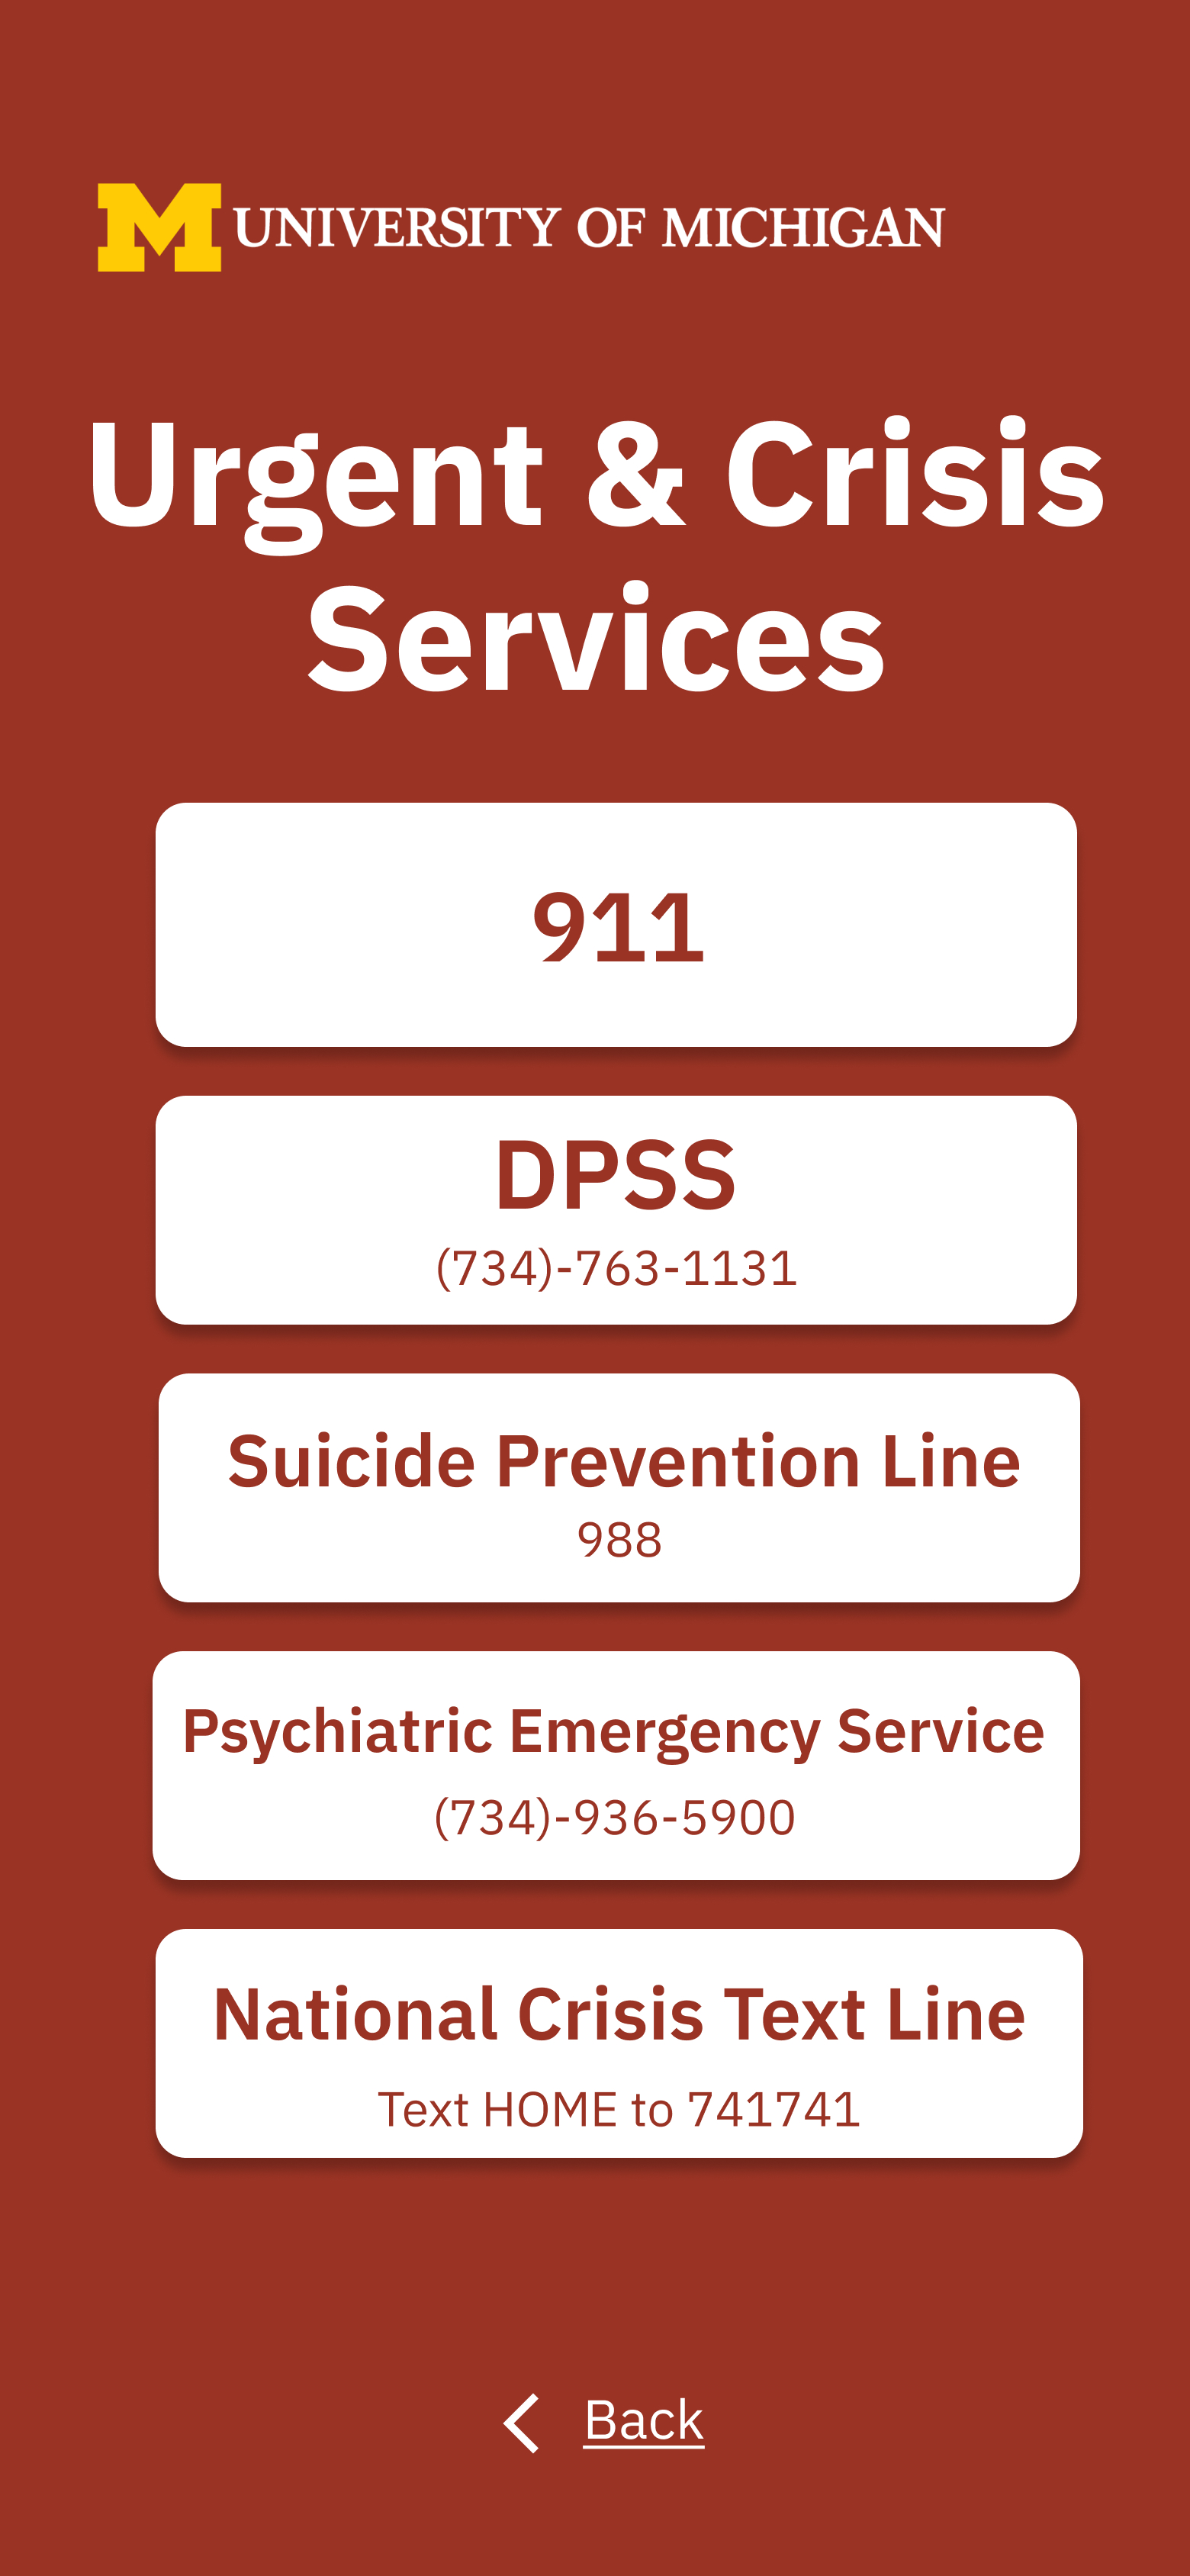 M UNIVERSITY OF MICHIGAN
Urgent & Crisis
Services
911
DPSS
(734)-763-1131
Suicide Prevention Line
988
Psychiatric Emergency Service
(734)-936-5900
National Crisis Text Line
Text HOME to 741741
Back